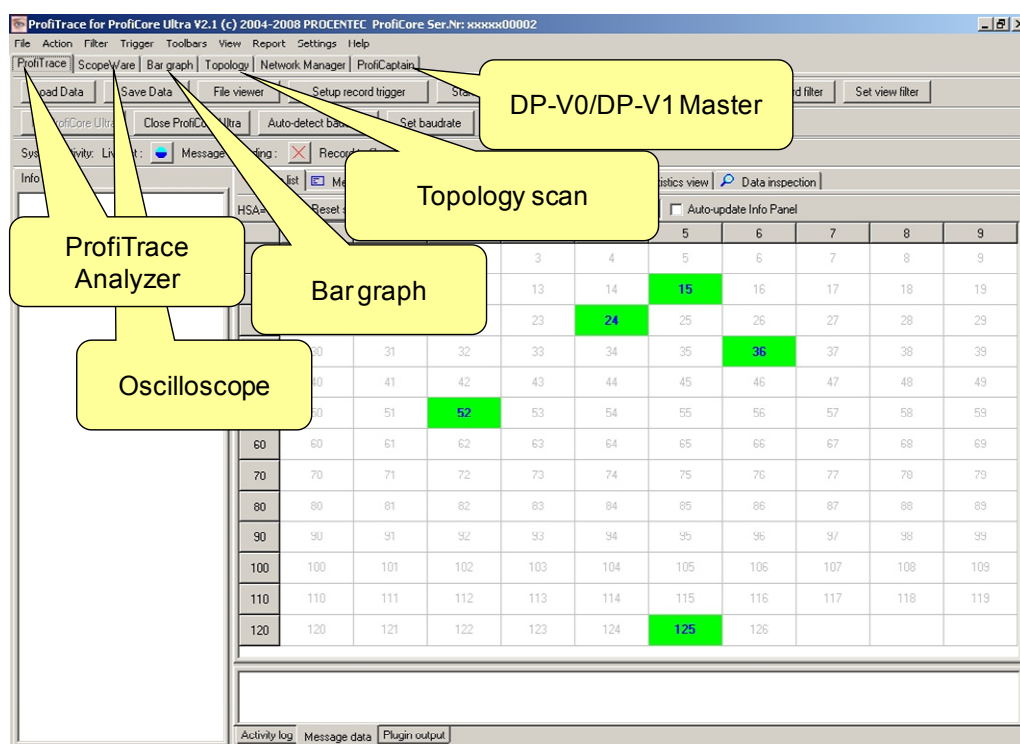 ProfiTrace for ProfiCore Ultra V2.1 (c) 2004-2008 PROCENTEC ProfiCore Ser.Nr: xxxxx00002
File Action Filter Trigger Toolbars View Report Settings Help
ProfiTrace ScopeWare Bar graph Topology Network Manager ProfiCaptain
Load Data Save Data File viewer Setup record trigger Set view filter
Close ProfiCore Ultra Set baudrate
DP-V0/DP-V1 Master
Message
Info list Data inspection
HSA= Reset Auto-update Info Panel
Topology scan
ProfiTrace
Analyzer
Bar graph
Oscilloscope
5 6 7 8 9
3 4 5 6 7 8 9
13 14 15 16 17 18 19
23 24 25 26 27 28 29
30 31 32 33 34 35 36 37 38 39
40 41 42 43 44 45 46 47 48 49
50 51 52 53 54 55 56 57 58 59
60 60 61 62 63 64 65 66 67 68 69
70 70 71 72 73 74 75 76 77 78 79
80 80 81 82 83 84 85 86 87 88 89
90 90 91 92 93 94 95 96 97 98 99
100 100 101 102 103 104 105 106 107 108 109
110 110 111 112 113 114 115 116 117 118 119
120 120 121 122 123 124 125 126
Activity log Message data Plugin output